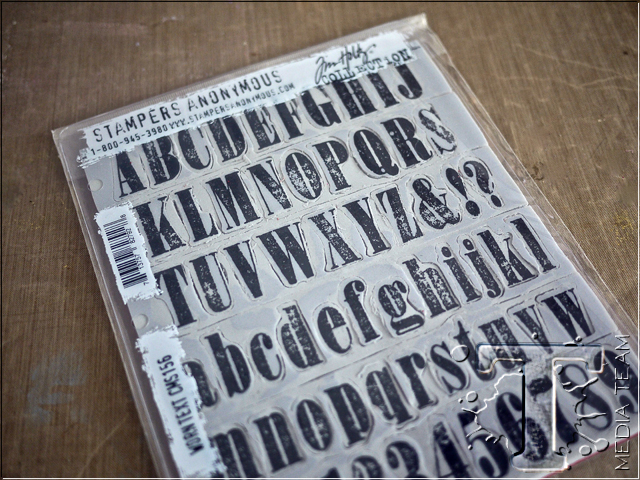 STAMPERS ANONYMOUS
Tim Holtz
COLLECTION
1-800-945-3980 WWW.STAMPERSANONYMOUS.COM
ABCDEFGHIJ
KLMNOPQRS
TUVWXYZ&!?
abcdefghijkl
mnopqrstuvw
WORN TEXT CMS156
MEDIA TEAM